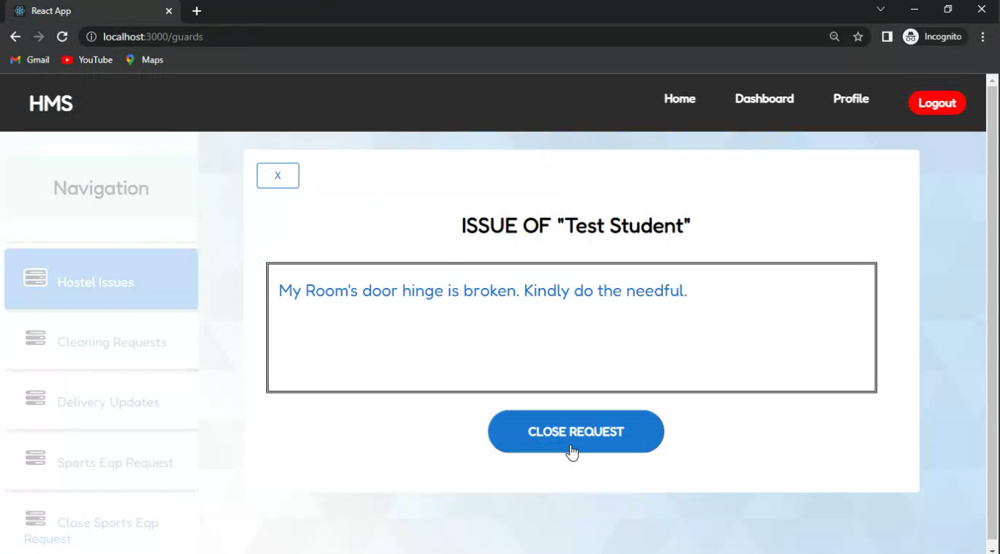 React App
localhost:3000/guards
Incognito
Gmail YouTube Maps
HMS Home Dashboard Profile Logout
Navigation
Hostel Issues
Cleaning Requests
Delivery Updates
Sports Eqp Request
Close Sports Eqp
Request
X
ISSUE OF "Test Student"
My Room's door hinge is broken. Kindly do the needful.
CLOSE REQUEST